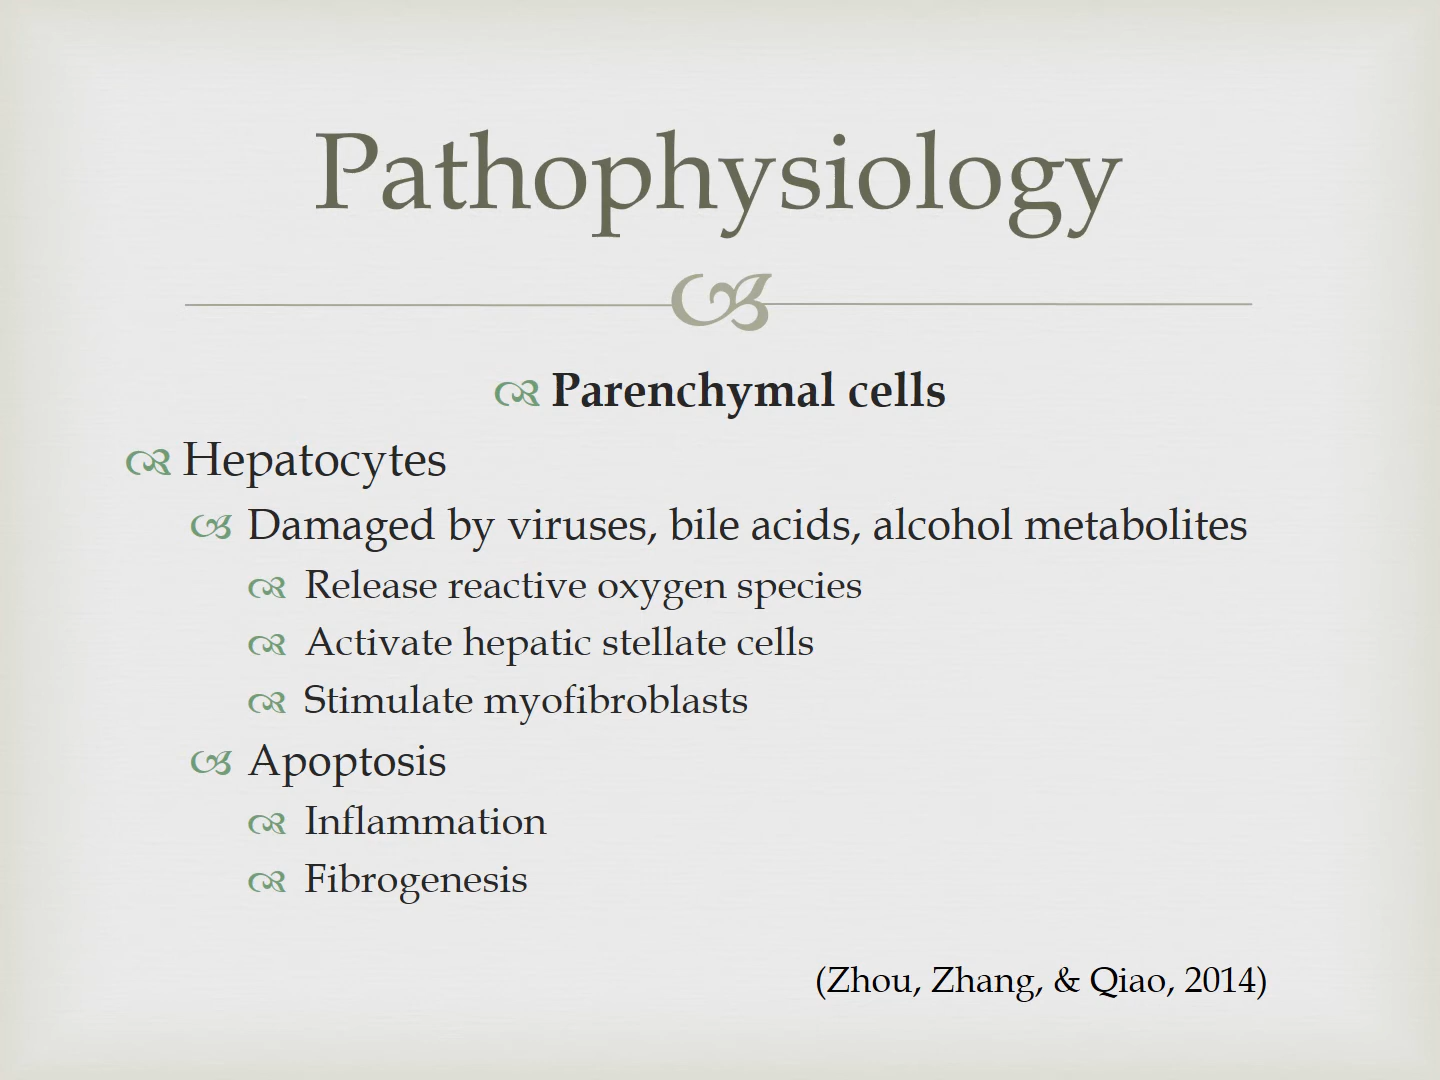 Pathophysiology
Parenchymal cells
Hepatocytes
Damaged by viruses, bile acids, alcohol metabolites
Release reactive oxygen species
Activate hepatic stellate cells
Stimulate myofibroblasts
Apoptosis
Inflammation
Fibrogenesis
(Zhou, Zhang, & Qiao, 2014)